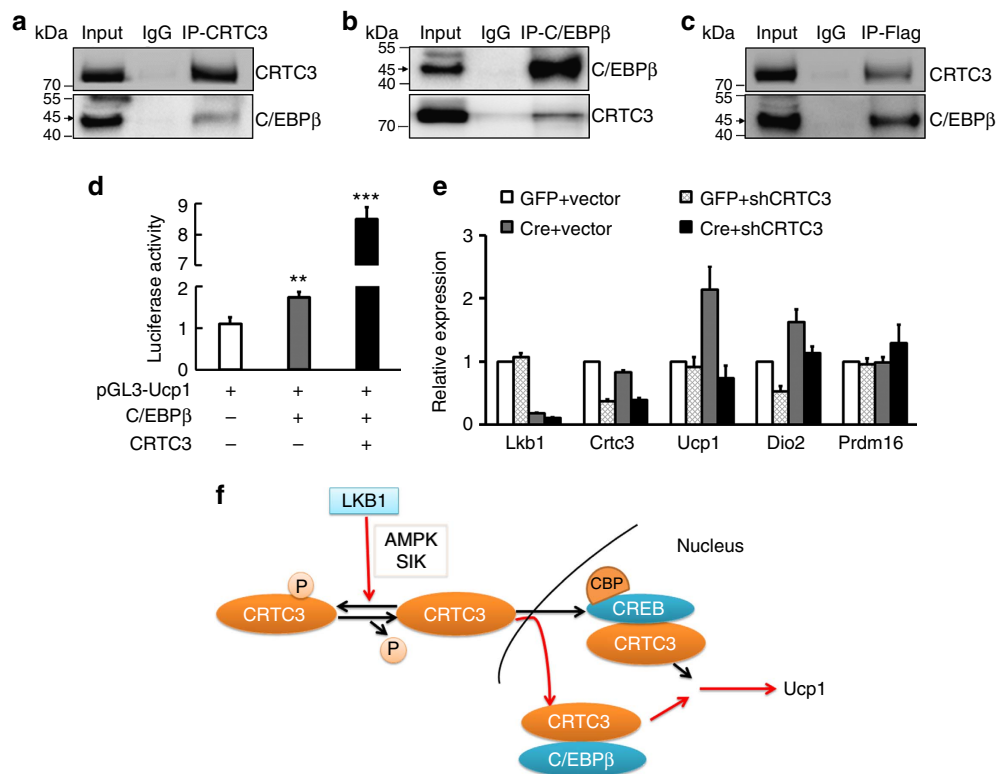 a
kDa Input IgG IP-CRTC3
70
CRTC3
55
45
40
C/EBPβ
b
kDa Input IgG IP-C/EBPβ
55
45
40
C/EBPβ
70
CRTC3
c
kDa Input IgG IP-Flag
70
CRTC3
55
45
40
C/EBPβ
d
Luciferase activity
9
8
7
2
1
0
**
***
pGL3-Ucp1 + + +
C/EBPβ – + +
CRTC3 – – +
e
GFP+vector
GFP+shCRTC3
Cre+vector
Cre+shCRTC3
Relative expression
3
2
1
0
Lkb1 Crtc3 Ucp1 Dio2 Prdm16
f
LKB1
AMPK
SIK
Nucleus
P
CRTC3
CRTC3
P
CBP
CREB
CRTC3
Ucp1
CRTC3
C/EBPβ